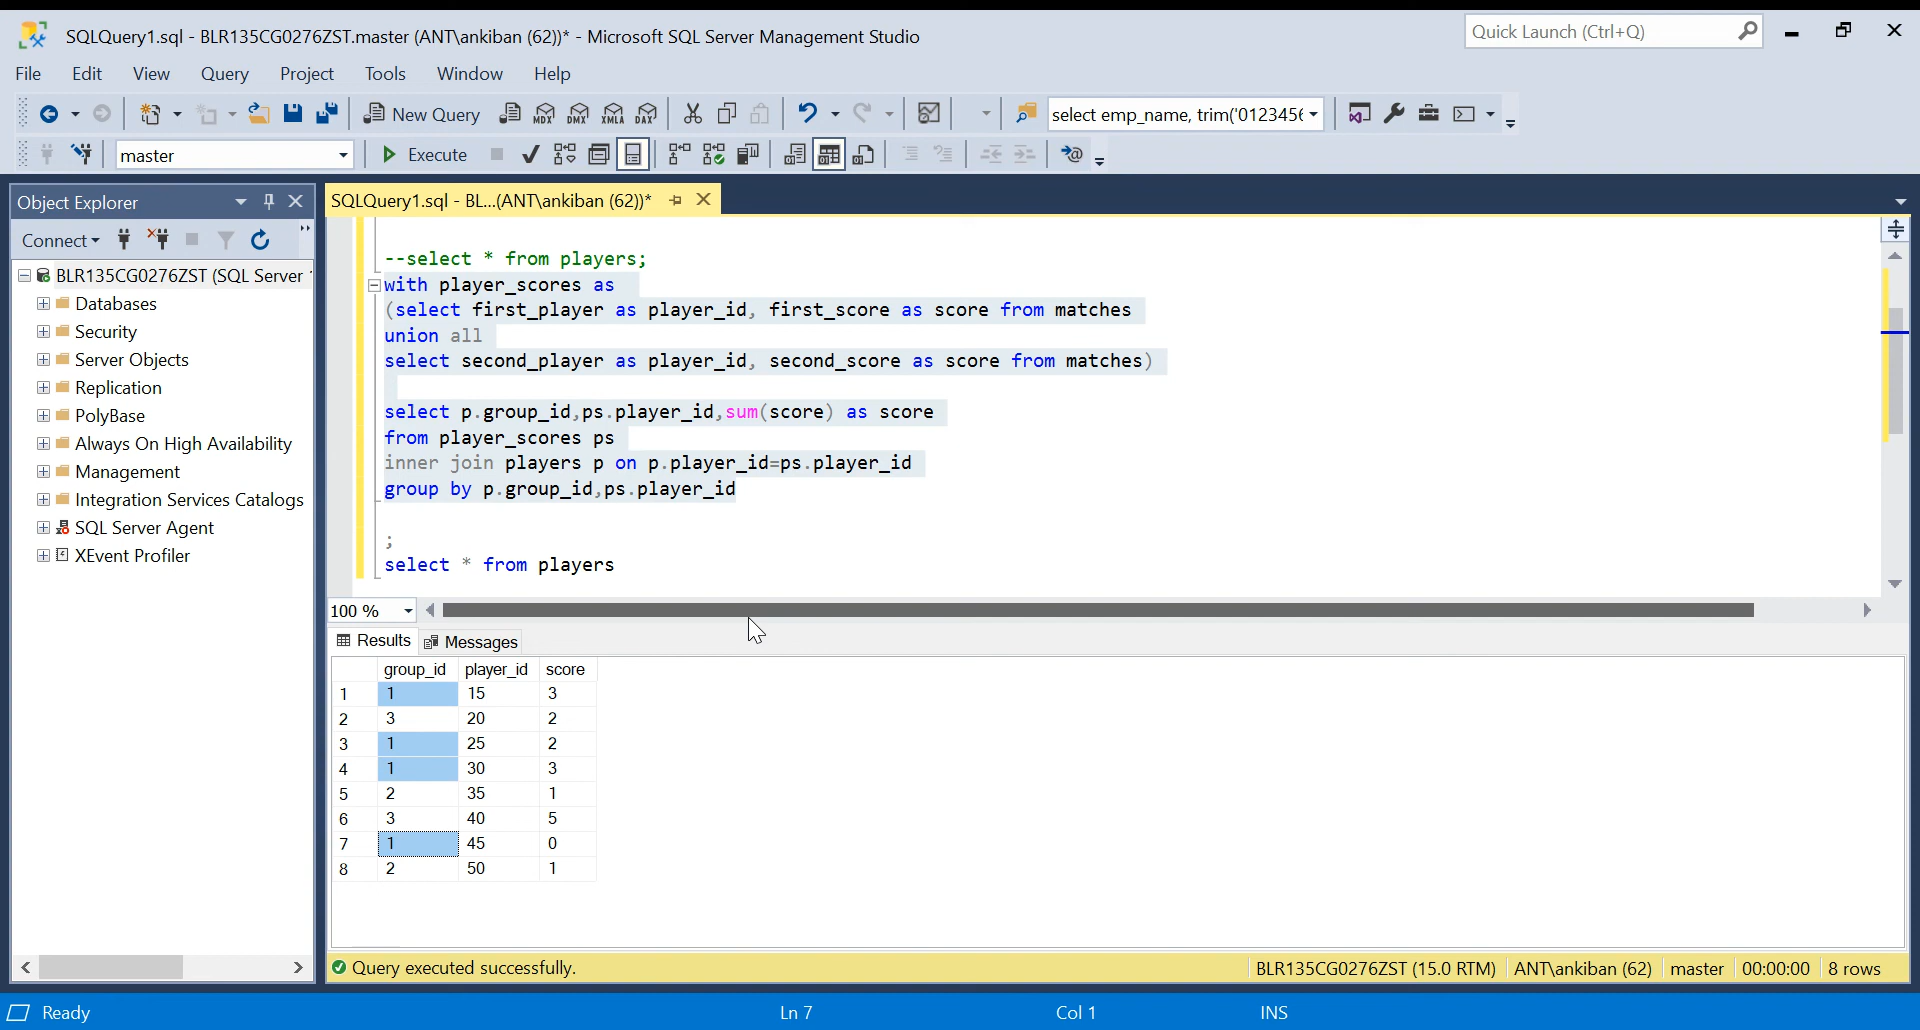 SQLQuery1.sql - BLR135CG0276ZST.master (ANT\ankiban (62))* - Microsoft SQL Server Management Studio
Quick Launch (Ctrl+Q)
File Edit View Query Project Tools Window Help
New Query MDX DMX XMLA DAX select emp_name, trim('0123456
master Execute
Object Explorer
SQLQuery1.sql - BL...(ANT\ankiban (62))*
Connect
BLR135CG0276ZST (SQL Server
Databases
Security
Server Objects
Replication
PolyBase
Always On High Availability
Management
Integration Services Catalogs
SQL Server Agent
XEvent Profiler
--select * from players;
with player_scores as
(select first_player as player_id, first_score as score from matches
union all
select second_player as player_id, second_score as score from matches)
select p.group_id,ps.player_id,sum(score) as score
from player_scores ps
inner join players p on p.player_id=ps.player_id
group by p.group_id,ps.player_id
;
select * from players
100 %
Results Messages
group_id player_id score
1 1 15 3
2 3 20 2
3 1 25 2
4 1 30 3
5 2 35 1
6 3 40 5
7 1 45 0
8 2 50 1
Query executed successfully. BLR135CG0276ZST (15.0 RTM) ANT\ankiban (62) master 00:00:00 8 rows
Ready Ln 7 Col 1 INS